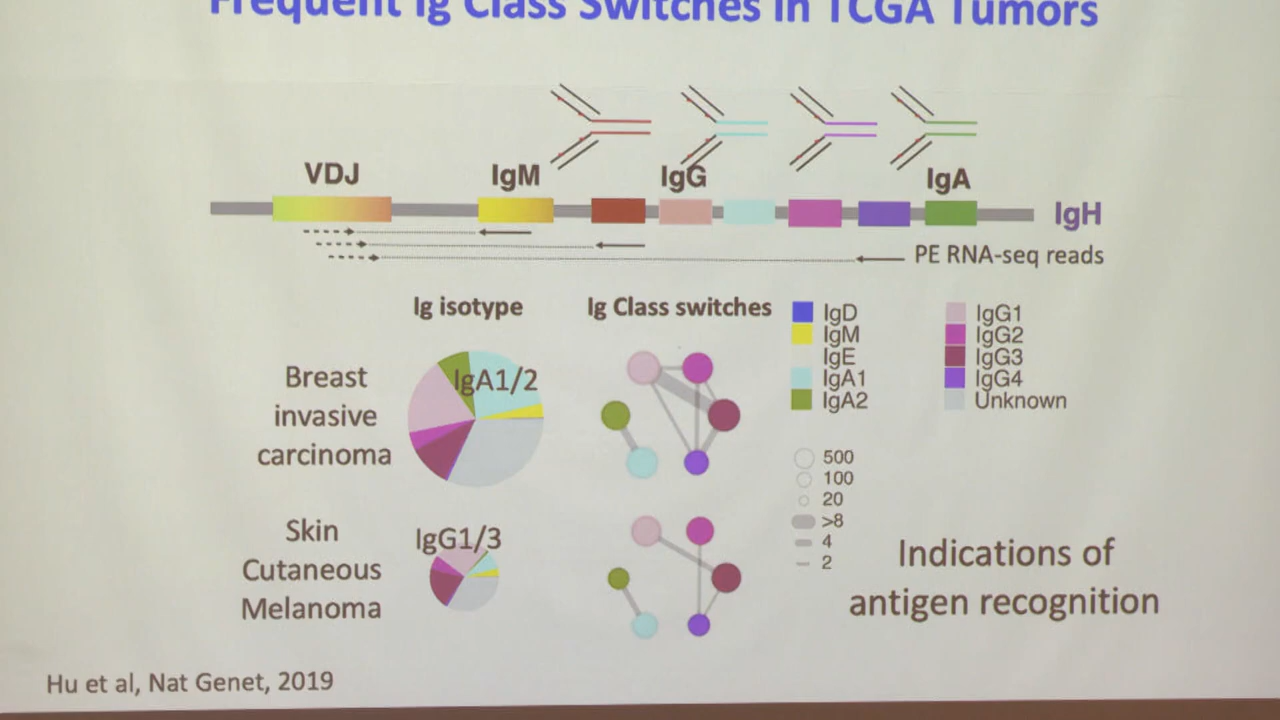 Frequent Ig Class Switches in TCGA Tumors
VDJ
IgM
IgG
IgA
IgH
PE RNA-seq reads
Ig isotype
Ig Class switches
IgD
IgM
IgE
IgA1
IgA2
IgG1
IgG2
IgG3
IgG4
Unknown
Breast
invasive
carcinoma
IgA1/2
500
100
20
>8
4
2
Skin
Cutaneous
Melanoma
IgG1/3
Indications of
antigen recognition
Hu et al, Nat Genet, 2019